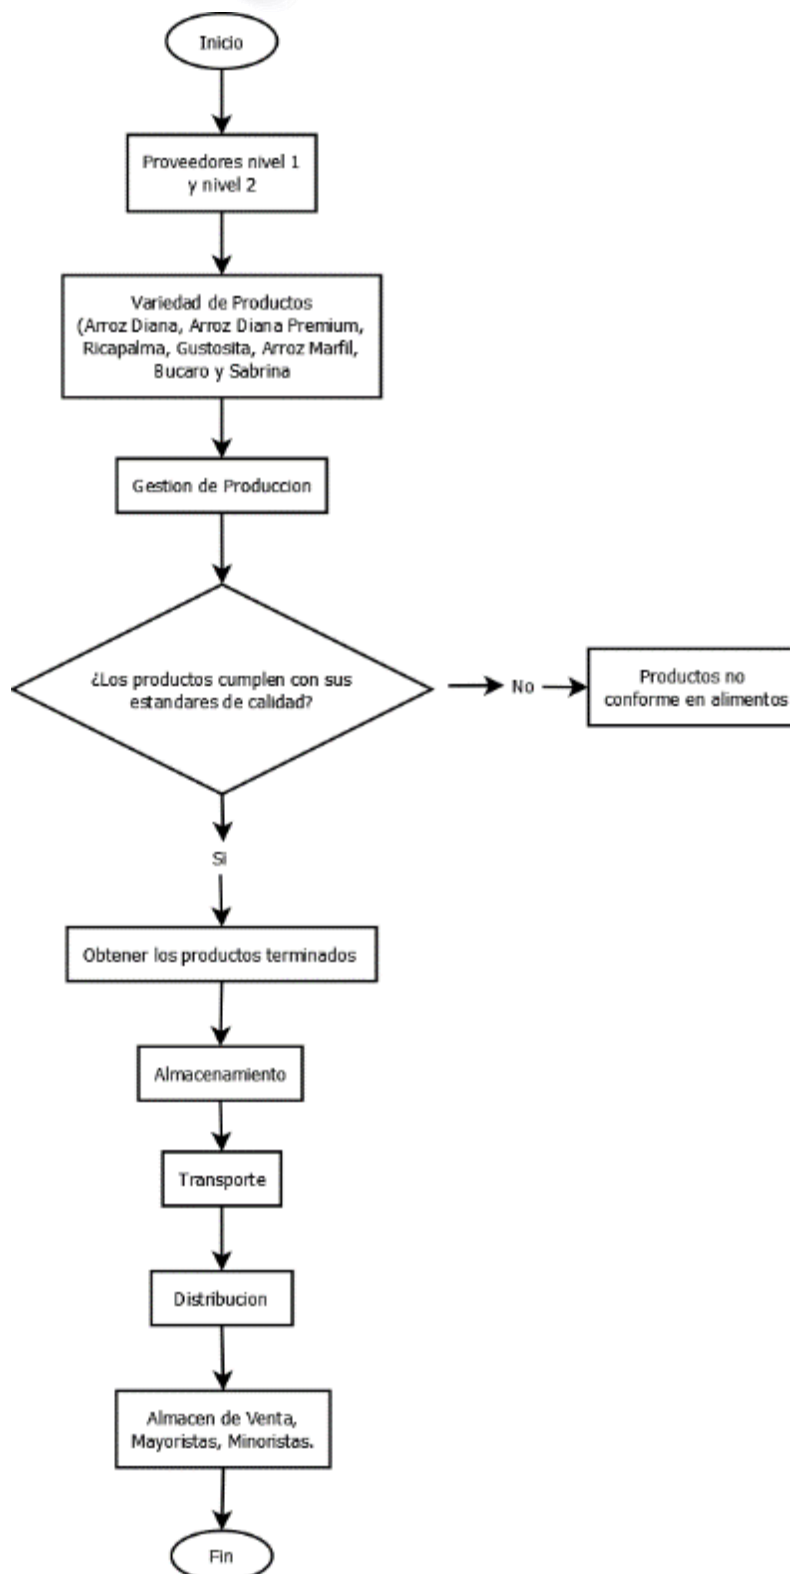 Inicio
Proveedores nivel 1
y nivel 2
Variedad de Productos
(Arroz Diana, Arroz Diana Premium,
Ricapalma, Gustosita, Arroz Marfil,
Bucaro y Sabrina
Gestion de Produccion
¿Los productos cumplen con sus
estandares de calidad?
No
Productos no
conforme en alimentos
Si
Obtener los productos terminados
Almacenamiento
Transporte
Distribucion
Almacen de Venta,
Mayoristas, Minoristas.
Fin